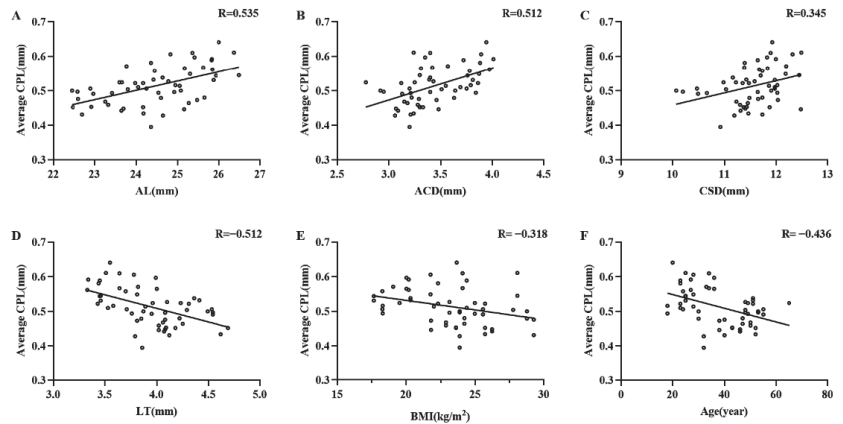 A
R=0.535
Average CPL(mm)
0.7
0.6
0.5
0.4
0.3
22 23 24 25 26 27
AL(mm)
B
R=0.512
Average CPL(mm)
0.7
0.6
0.5
0.4
0.3
2.5 3.0 3.5 4.0 4.5
ACD(mm)
C
R=0.345
Average CPL(mm)
0.7
0.6
0.5
0.4
0.3
9 10 11 12 13
CSD(mm)
D
R=−0.512
Average CPL(mm)
0.7
0.6
0.5
0.4
0.3
3.0 3.5 4.0 4.5 5.0
LT(mm)
E
R= −0.318
Average CPL(mm)
0.7
0.6
0.5
0.4
0.3
15 20 25 30
BMI(kg/m²)
F
R= −0.436
Average CPL(mm)
0.7
0.6
0.5
0.4
0.3
0 20 40 60 80
Age(year)